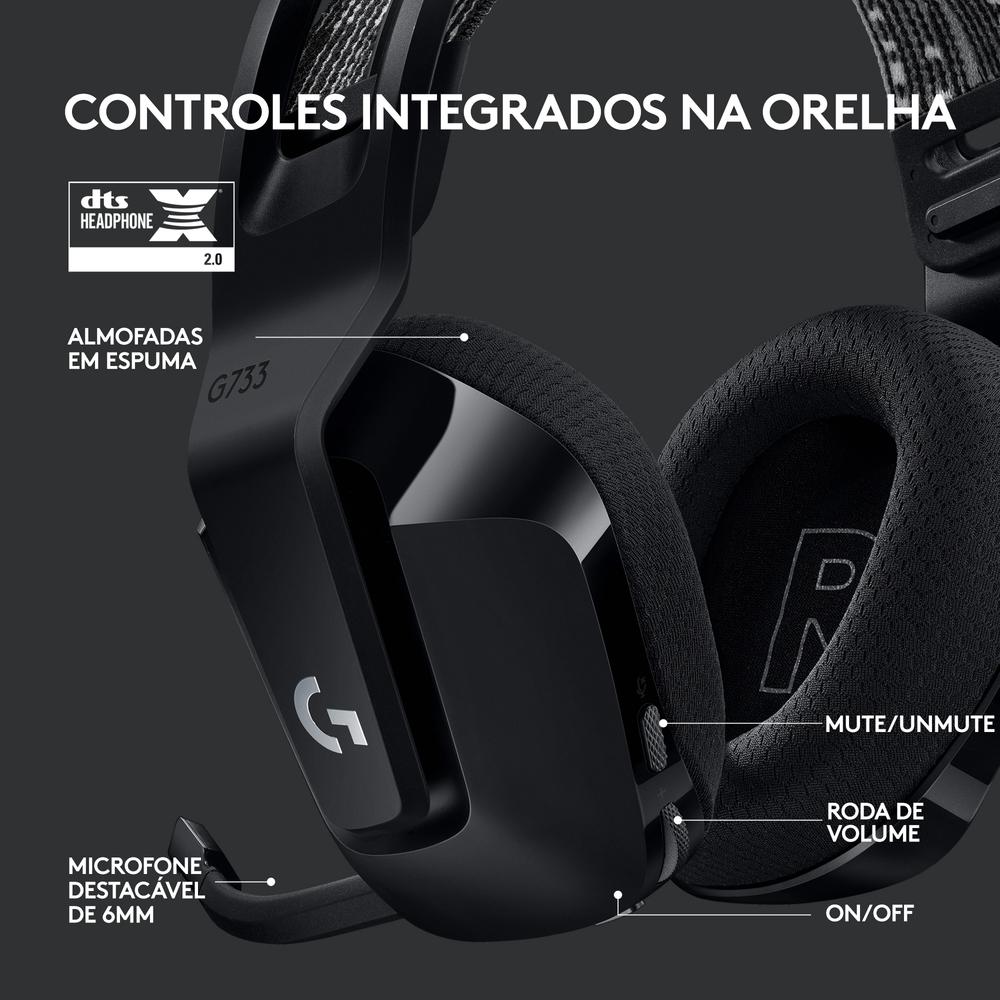 CONTROLES INTEGRADOS NA ORELHA
dts
HEADPHONE X
2.0
ALMOFADAS
EM ESPUMA
G733
R
G
MUTE/UNMUTE
RODA DE
VOLUME
MICROFONE
DESTACÁVEL
DE 6MM
ON/OFF